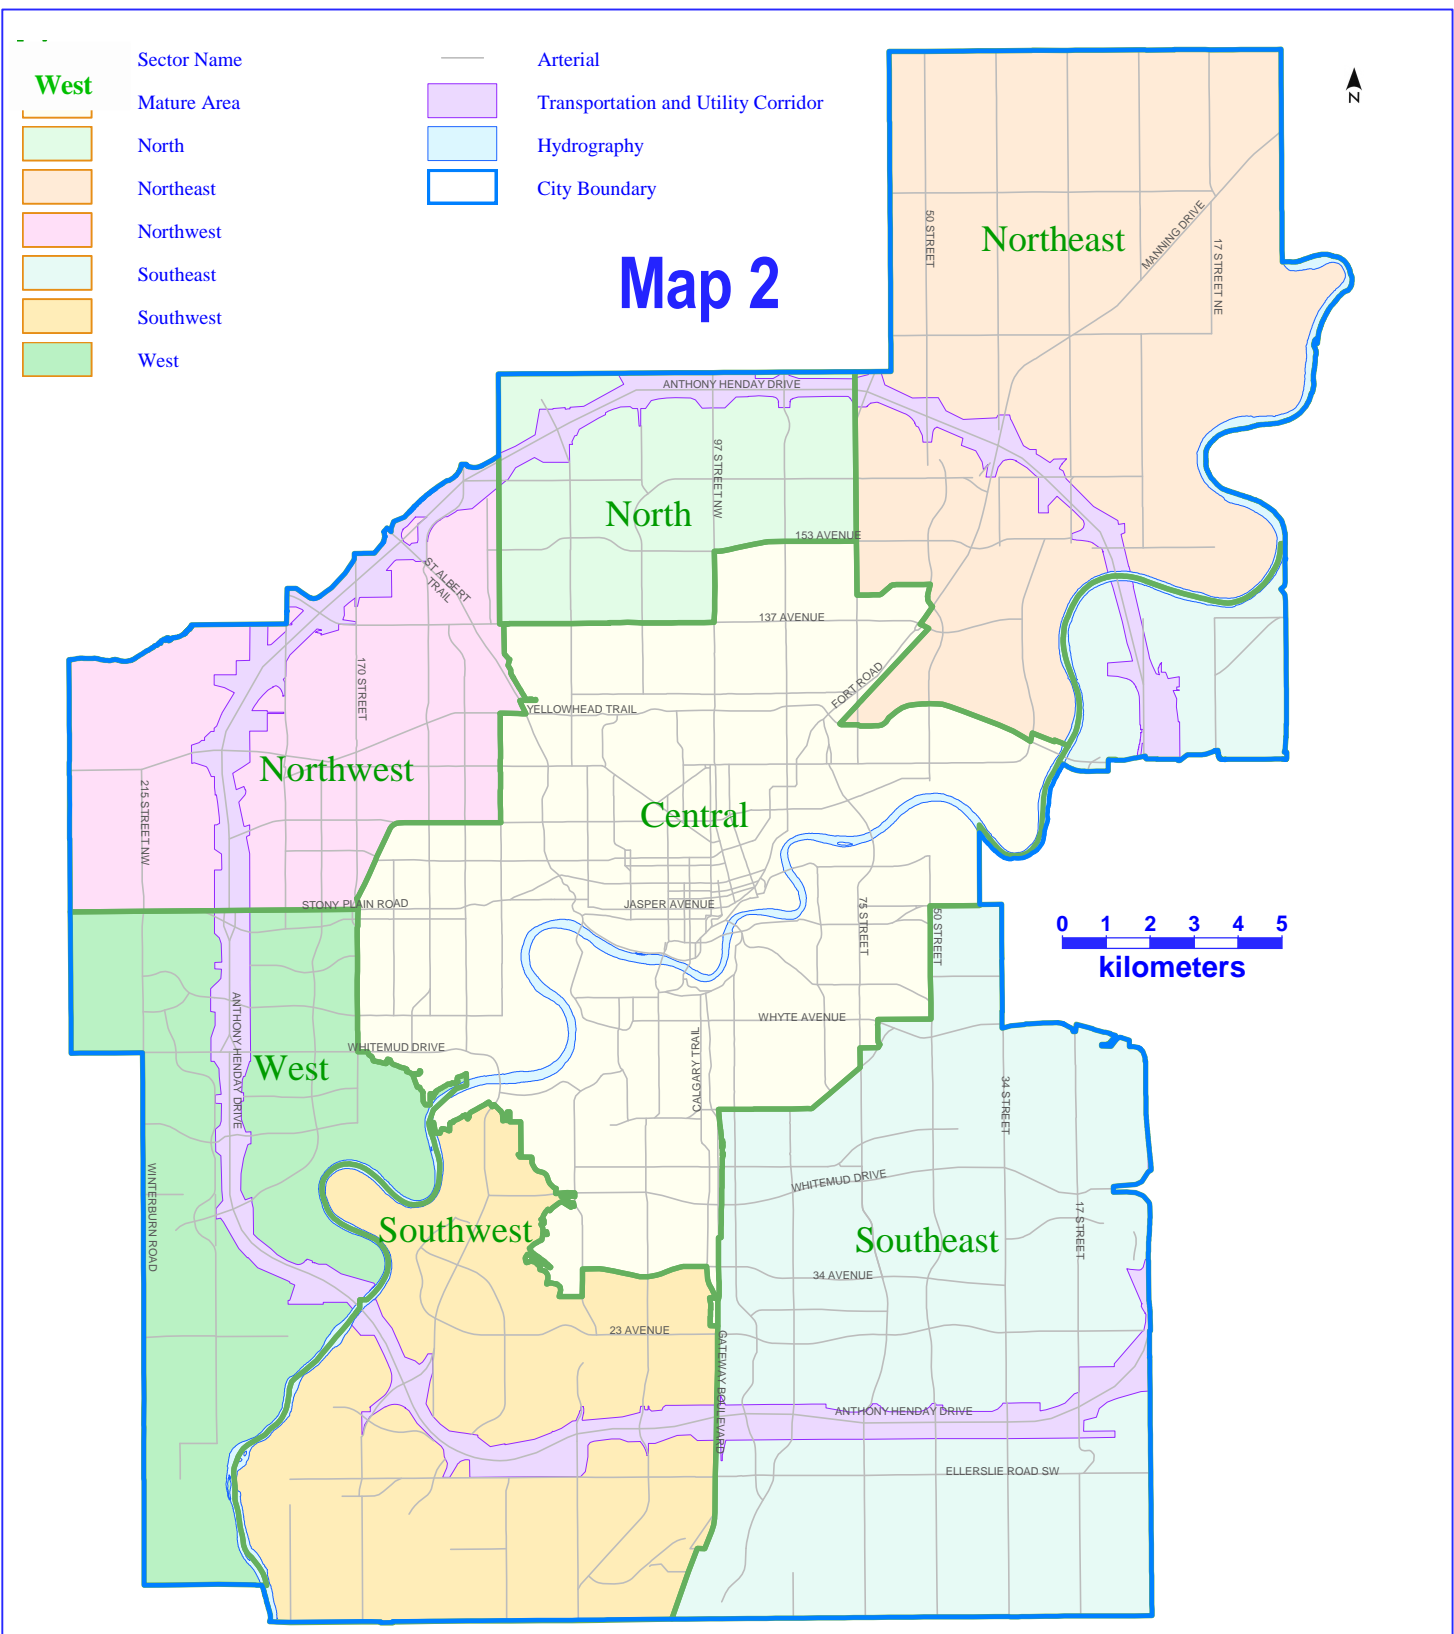 West
Sector Name
Mature Area
North
Northeast
Northwest
Southeast
Southwest
West
Arterial
Transportation and Utility Corridor
Hydrography
City Boundary
N
Map 2
Northeast
50 STREET
MANNING DRIVE
17 STREET NE
ANTHONY HENDAY DRIVE
97 STREET NW
North
153 AVENUE
ST.ALBERT
TRAIL
137 AVENUE
170 STREET
FORT ROAD
YELLOWHEAD TRAIL
Northwest
215 STREET NW
Central
STONY PLAIN ROAD
JASPER AVENUE
75 STREET
50 STREET
0 1 2 3 4 5
kilometers
ANTHONY HENDAY DRIVE
WHYTE AVENUE
WHITEMUD DRIVE
West
CALGARY TRAIL
34 STREET
WINTERBURN ROAD
WHITEMUD DRIVE
Southwest
17 STREET
Southeast
34 AVENUE
23 AVENUE
GATEWAY BOULEVARD
ANTHONY HENDAY DRIVE
ELLERSLIE ROAD SW